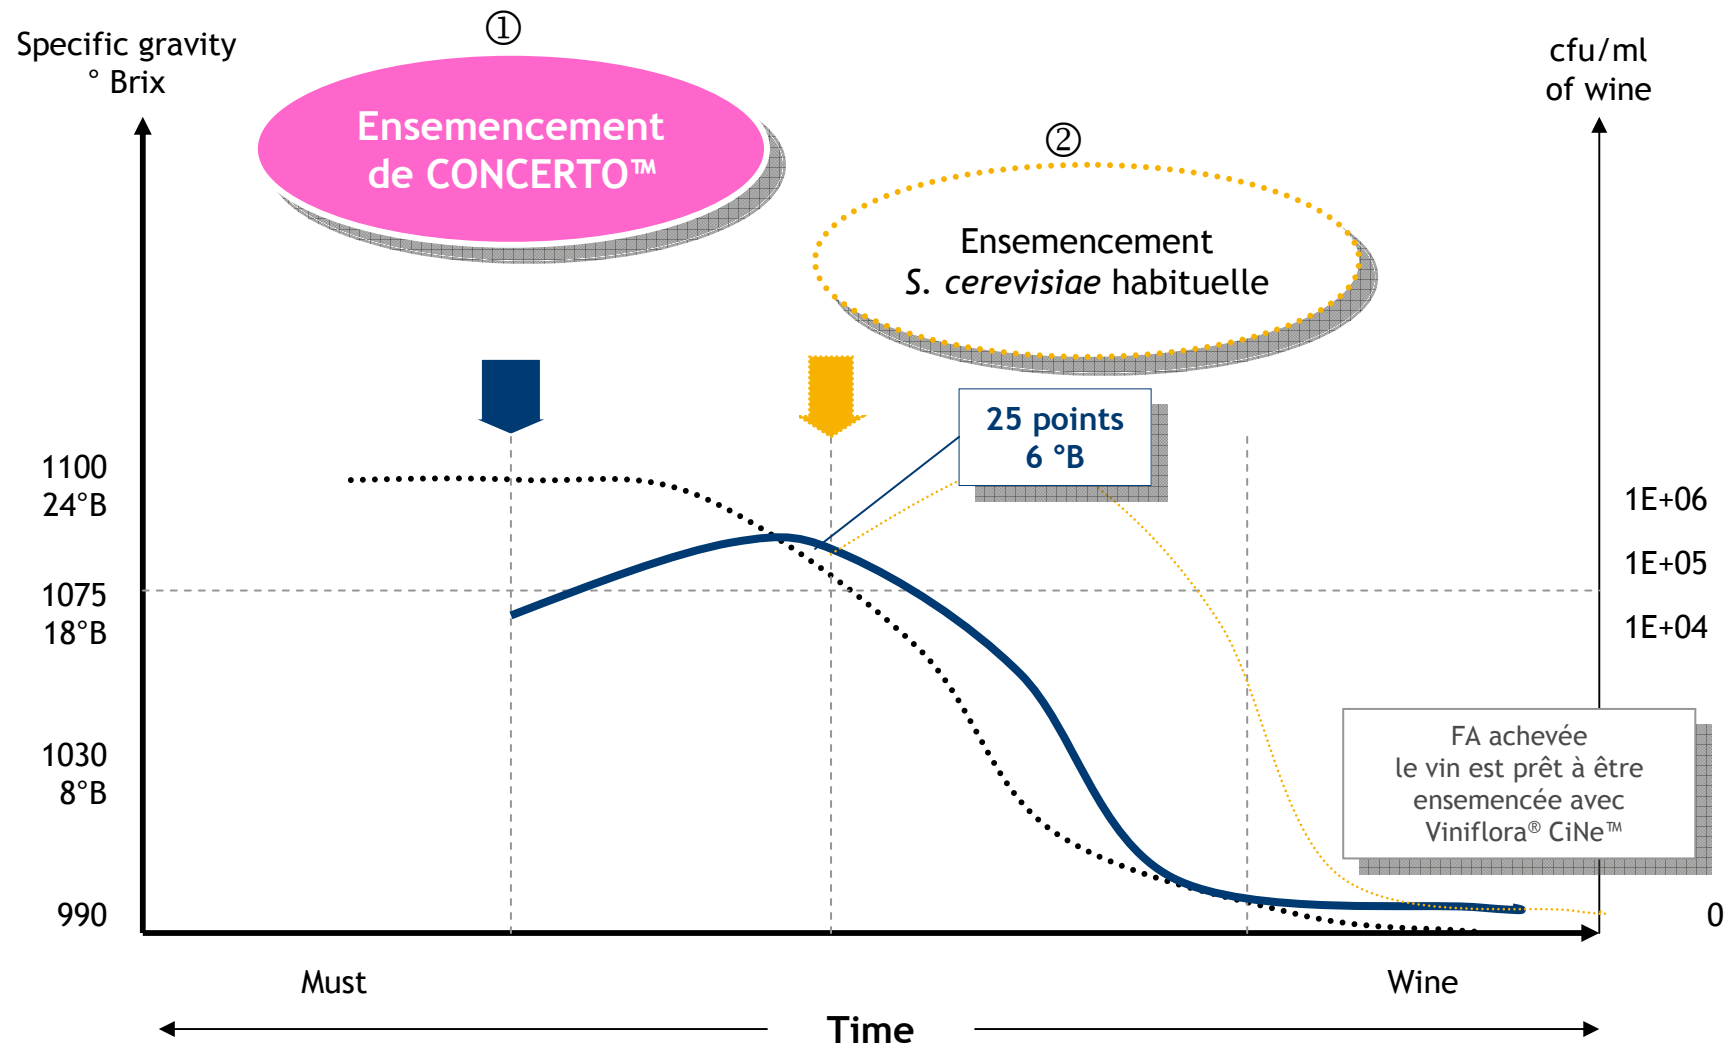 ①
Specific gravity
° Brix
cfu/ml
of wine
Ensemencement
de CONCERTO™
②
Ensemencement
S. cerevisiae habituelle
25 points
6 °B
1100
24°B
1075
18°B
1030
8°B
990
1E+06
1E+05
1E+04
0
FA achevée
le vin est prêt à être
ensemencée avec
Viniflora® CiNe™
Must
Wine
Time